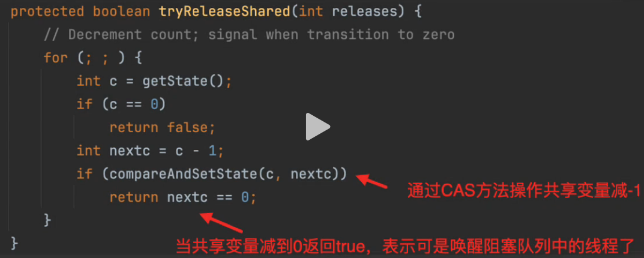 protected boolean tryReleaseShared(int releases) {
// Decrement count; signal when transition to zero
for (; ; ) {
int c = getState();
if (c == 0)
return false;
int nextc = c - 1;
if (compareAndSetState(c, nextc))
通过CAS方法操作共享变量减-1
return nextc == 0;
}
当共享变量减到0返回true，表示可是唤醒阻塞队列中的线程了
}